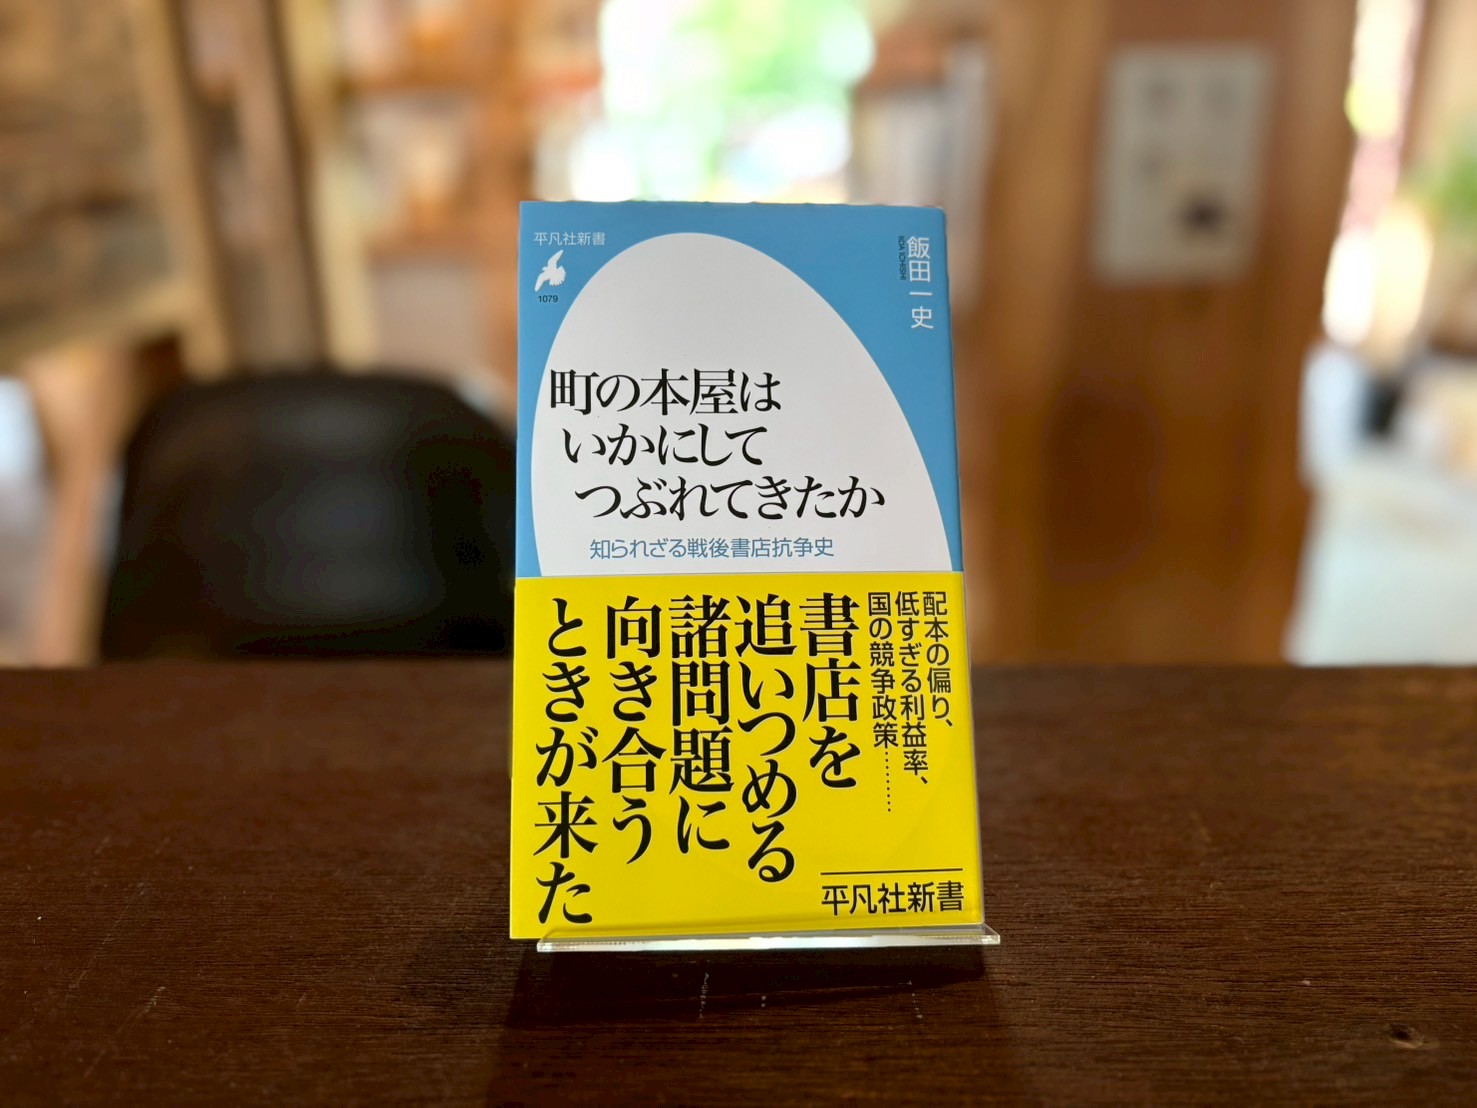 平凡社新書
1079
飯田一史
IIDA ICHISHI
町の本屋は
いかにして
つぶれてきたか
知られざる戦後書店抗争史
配本の偏り、
低すぎる利益率、
国の競争政策………
書店を
追いつめる
諸問題に
向き合う
ときが来た
平凡社新書